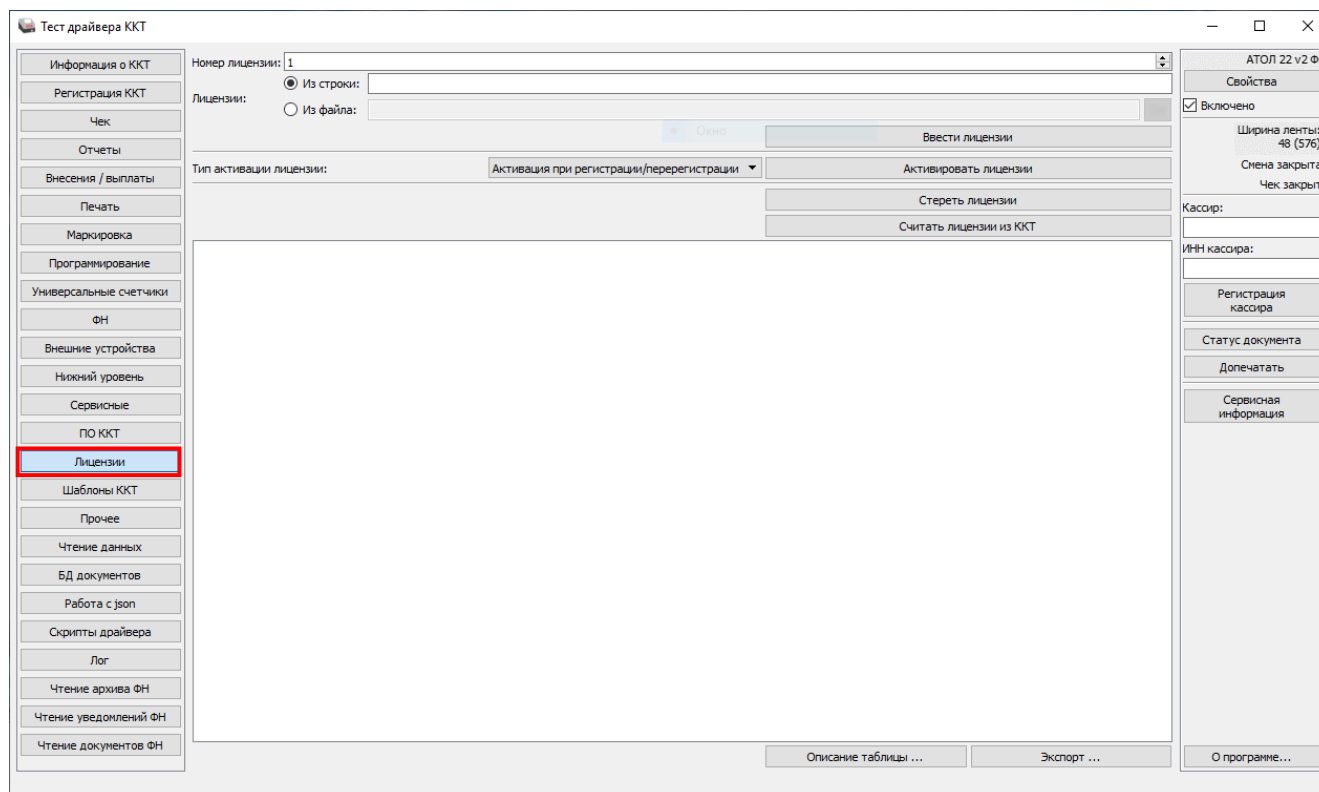 Тест драйвера ККТ
Информация о ККТ
Регистрация ККТ
Чек
Отчеты
Внесения / выплаты
Печать
Маркировка
Программирование
Универсальные счетчики
ФН
Внешние устройства
Нижний уровень
Сервисные
ПО ККТ
Лицензии
Шаблоны ККТ
Прочее
Чтение данных
БД документов
Работа с json
Скрипты драйвера
Лог
Чтение архива ФН
Чтение уведомлений ФН
Чтение документов ФН
Номер лицензии: 1
Лицензии:
Из строки:
Из файла:
Окно
Ввести лицензии
Тип активации лицензии: Активация при регистрации/перерегистрации Активировать лицензии
Стереть лицензии
Считать лицензии из ККТ
Описание таблицы ... Экспорт ...
АТОЛ 22 v2 Ф
Свойства
Включено
Ширина ленты:
48 (576)
Смена закрыта
Чек закрыт
Кассир:
ИНН кассира:
Регистрация
кассира
Статус документа
Допечатать
Сервисная
информация
О программе...